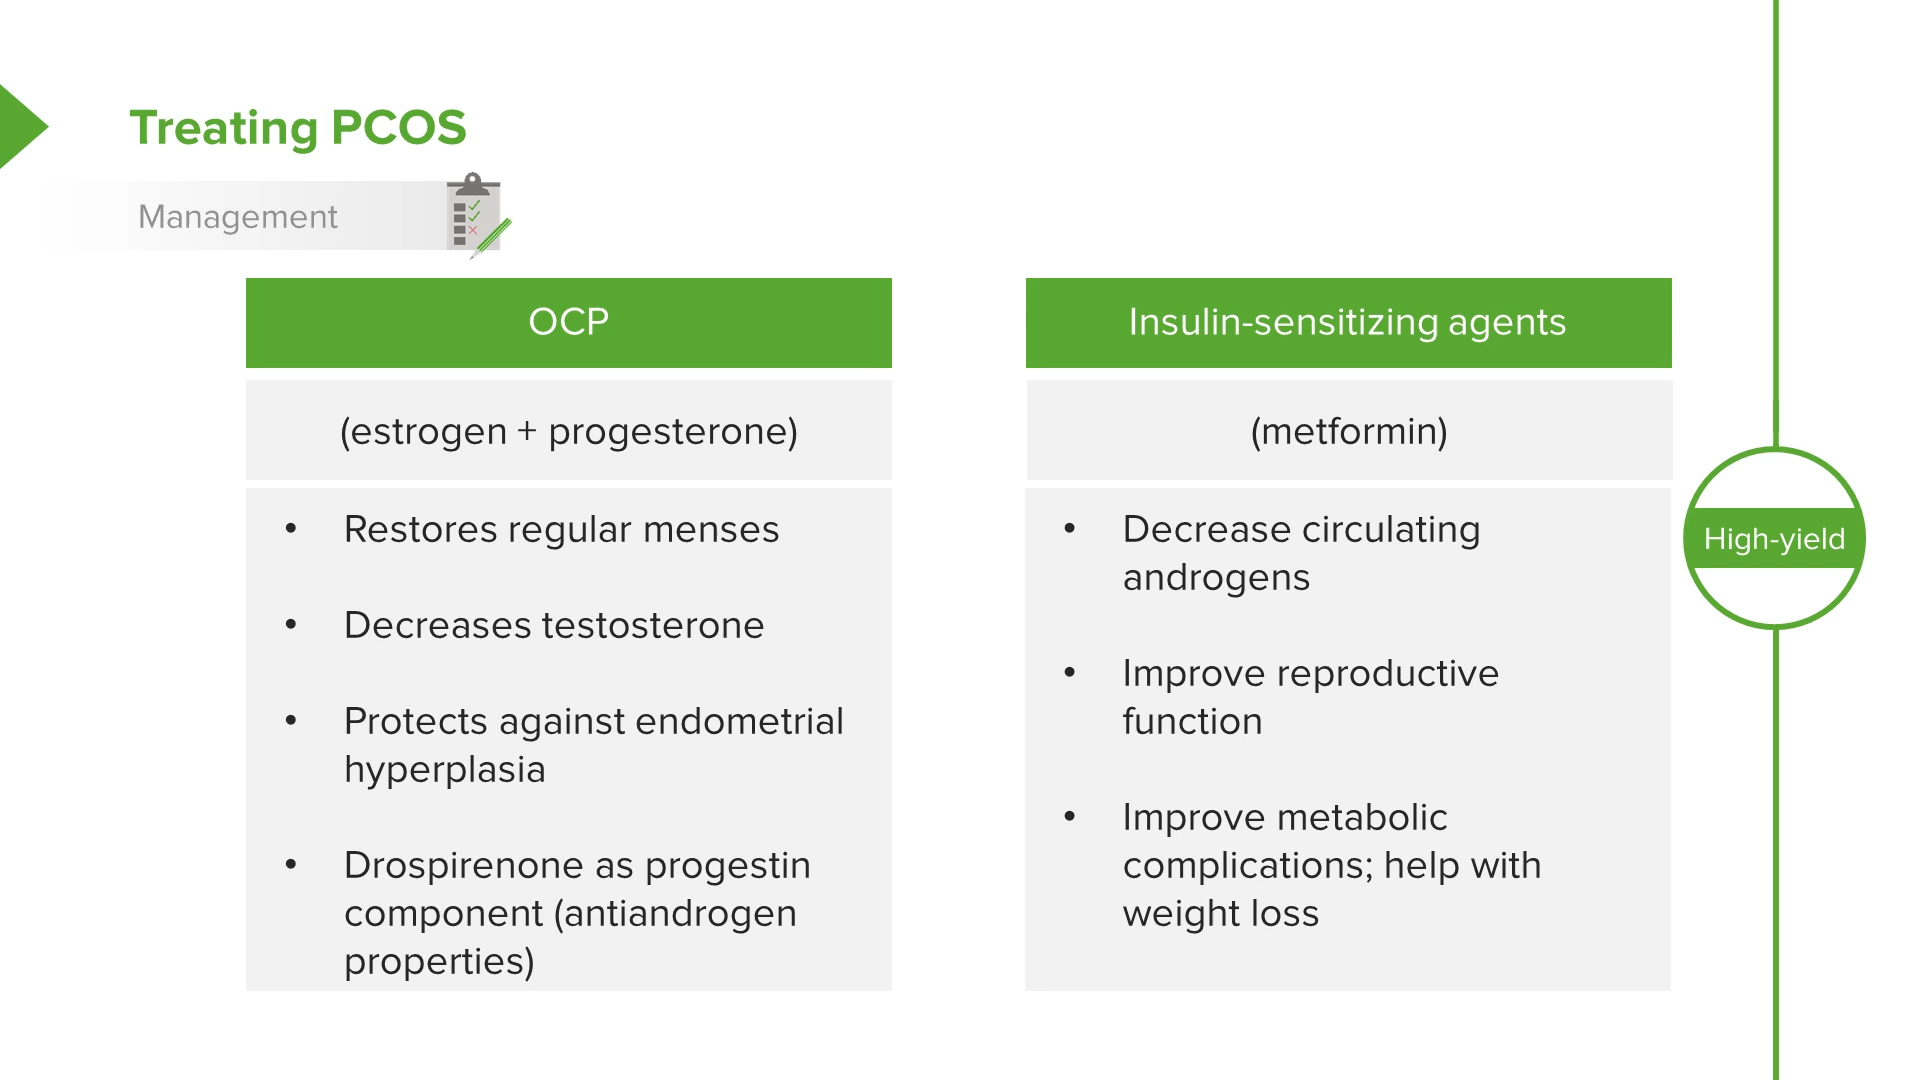 Treating PCOS
Management
OCP
(estrogen + progesterone)
• Restores regular menses
• Decreases testosterone
• Protects against endometrial
hyperplasia
• Drospirenone as progestin
component (antiandrogen
properties)
Insulin-sensitizing agents
(metformin)
• Decrease circulating
androgens
• Improve reproductive
function
• Improve metabolic
complications; help with
weight loss
High-yield